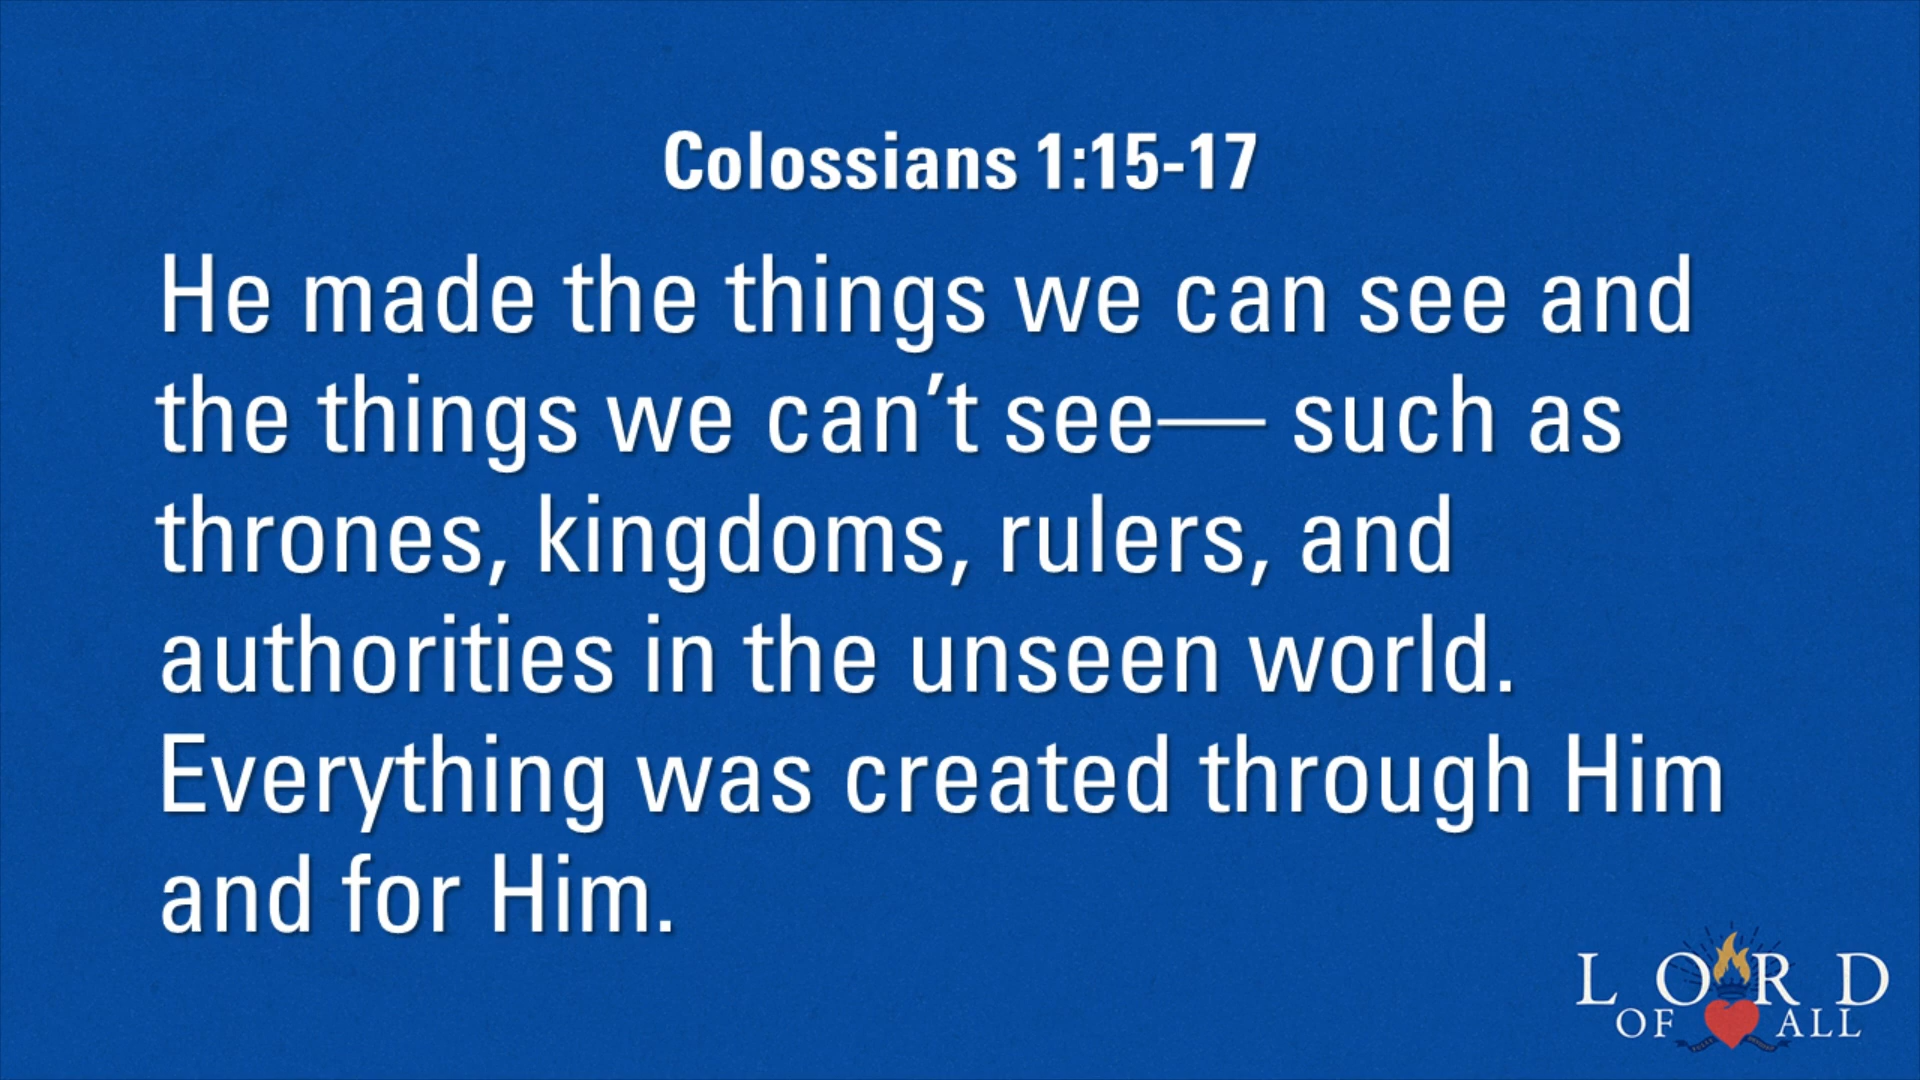 Colossians 1:15-17
He made the things we can see and
the things we can’t see— such as
thrones, kingdoms, rulers, and
authorities in the unseen world.
Everything was created through Him
and for Him.
LORD
OF ALL